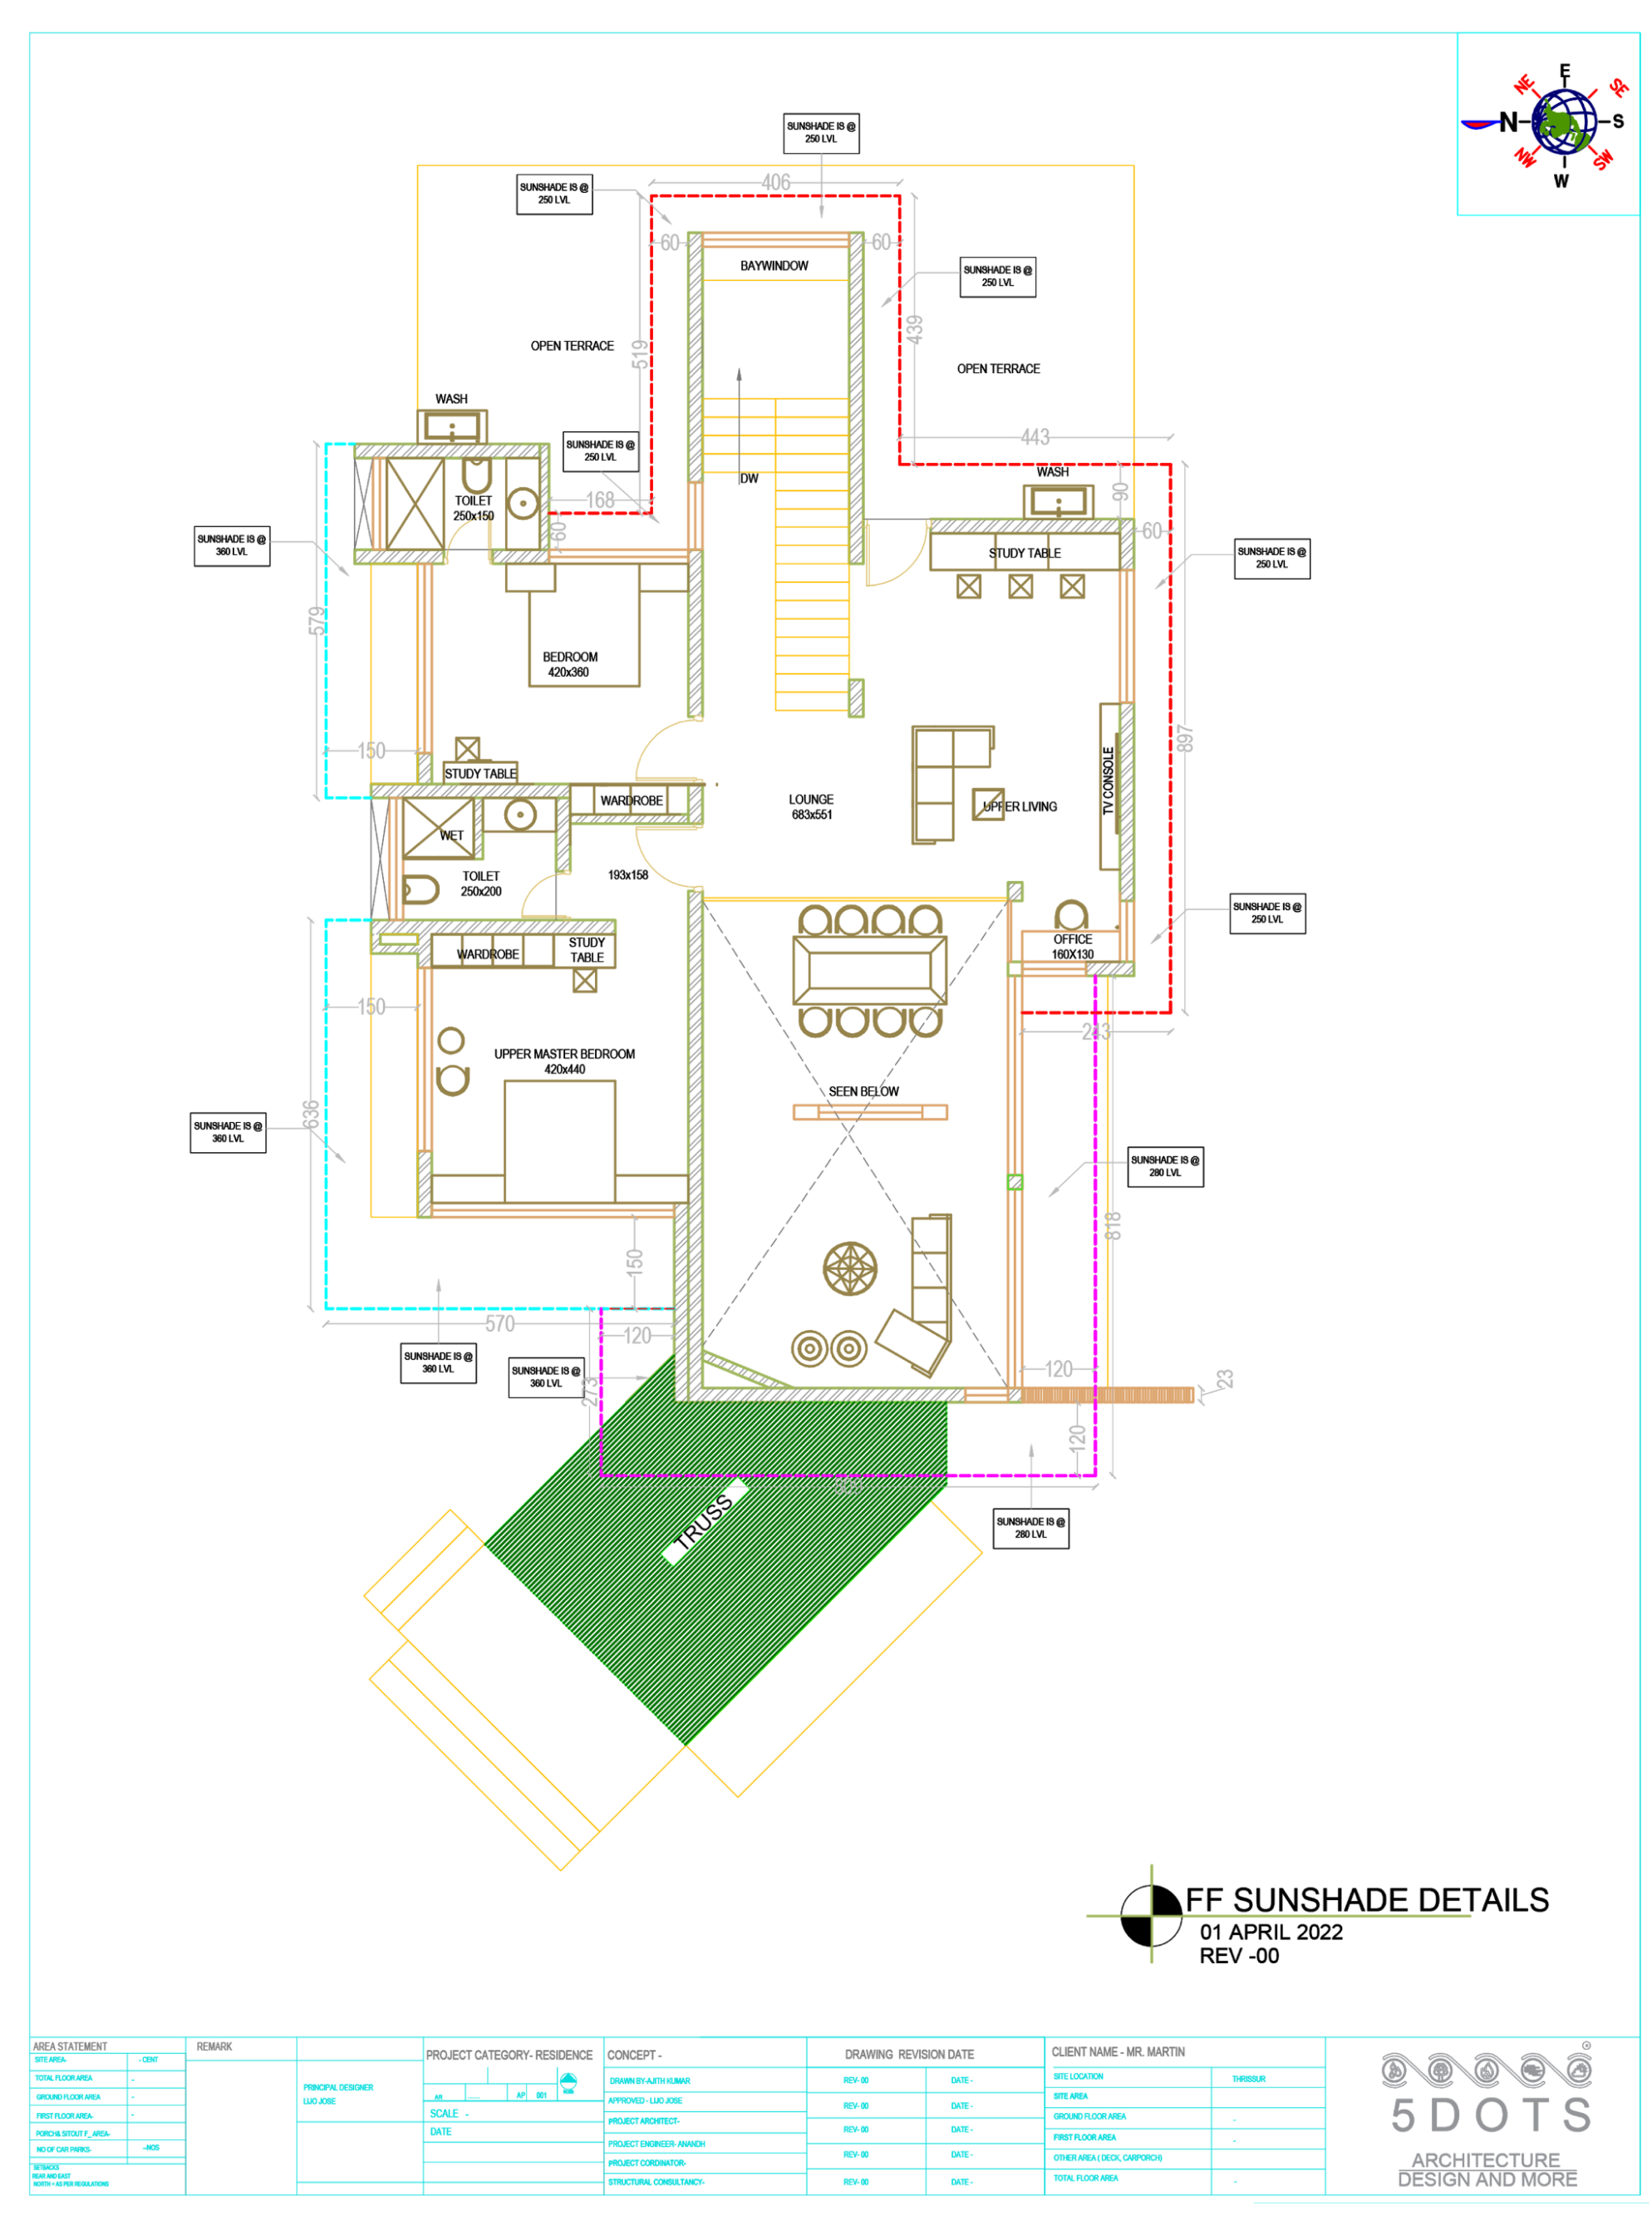 E
NE
SE
N
S
NW
SW
W
SUNSHADE IS @
250 LVL
406
SUNSHADE IS @
250 LVL
60
60
BAYWINDOW
SUNSHADE IS @
250 LVL
OPEN TERRACE
519
439
OPEN TERRACE
WASH
443
SUNSHADE IS @
250 LVL
WASH
DW
168
90
TOILET
250x150
60
60
SUNSHADE IS @
360 LVL
STUDY TABLE
SUNSHADE IS @
250 LVL
579
BEDROOM
420x360
150
897
STUDY TABLE
TV CONSOLE
WARDROBE
LOUNGE
683x551
UPPER LIVING
WET
TOILET
250x200
193x158
SUNSHADE IS @
250 LVL
WARDROBE
STUDY
TABLE
OFFICE
160X130
150
243
UPPER MASTER BEDROOM
420x440
SEEN BELOW
636
SUNSHADE IS @
360 LVL
SUNSHADE IS @
280 LVL
818
150
570
120
SUNSHADE IS @
360 LVL
SUNSHADE IS @
360 LVL
273
120
23
120
TRUSS
SUNSHADE IS @
280 LVL
FF SUNSHADE DETAILS
01 APRIL 2022
REV -00
AREA STATEMENT
SITE AREA-
- CENT
TOTAL FLOOR AREA
-
GROUND FLOOR AREA
-
FIRST FLOOR AREA-
-
PORCH& SITOUT F_ AREA-
NO OF CAR PARKS-
--NOS
SETBACKS
REAR AND EAST
NORTH = AS PER REGULATIONS
REMARK
PRINCIPAL DESIGNER
LIJO JOSE
PROJECT CATEGORY- RESIDENCE
AR
AP
001
SCALE -
DATE
CONCEPT -
DRAWN BY-AJITH KUMAR
APPROVED - LIJO JOSE
PROJECT ARCHITECT-
PROJECT ENGINEER- ANANDH
PROJECT CORDINATOR-
STRUCTURAL CONSULTANCY-
DRAWING REVISION DATE
REV- 00 DATE -
REV- 00 DATE -
REV- 00 DATE -
REV- 00 DATE -
REV- 00 DATE -
CLIENT NAME - MR. MARTIN
SITE LOCATION
THRISSUR
SITE AREA
GROUND FLOOR AREA
-
FIRST FLOOR AREA
-
OTHER AREA ( DECK, CARPORCH)
TOTAL FLOOR AREA
-
5 DOTS
ARCHITECTURE
DESIGN AND MORE